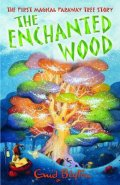 THE FIRST MAGICAL FARAWAY TREE STORY
THE
ENCHANTED
WOOD
Enid Blyton